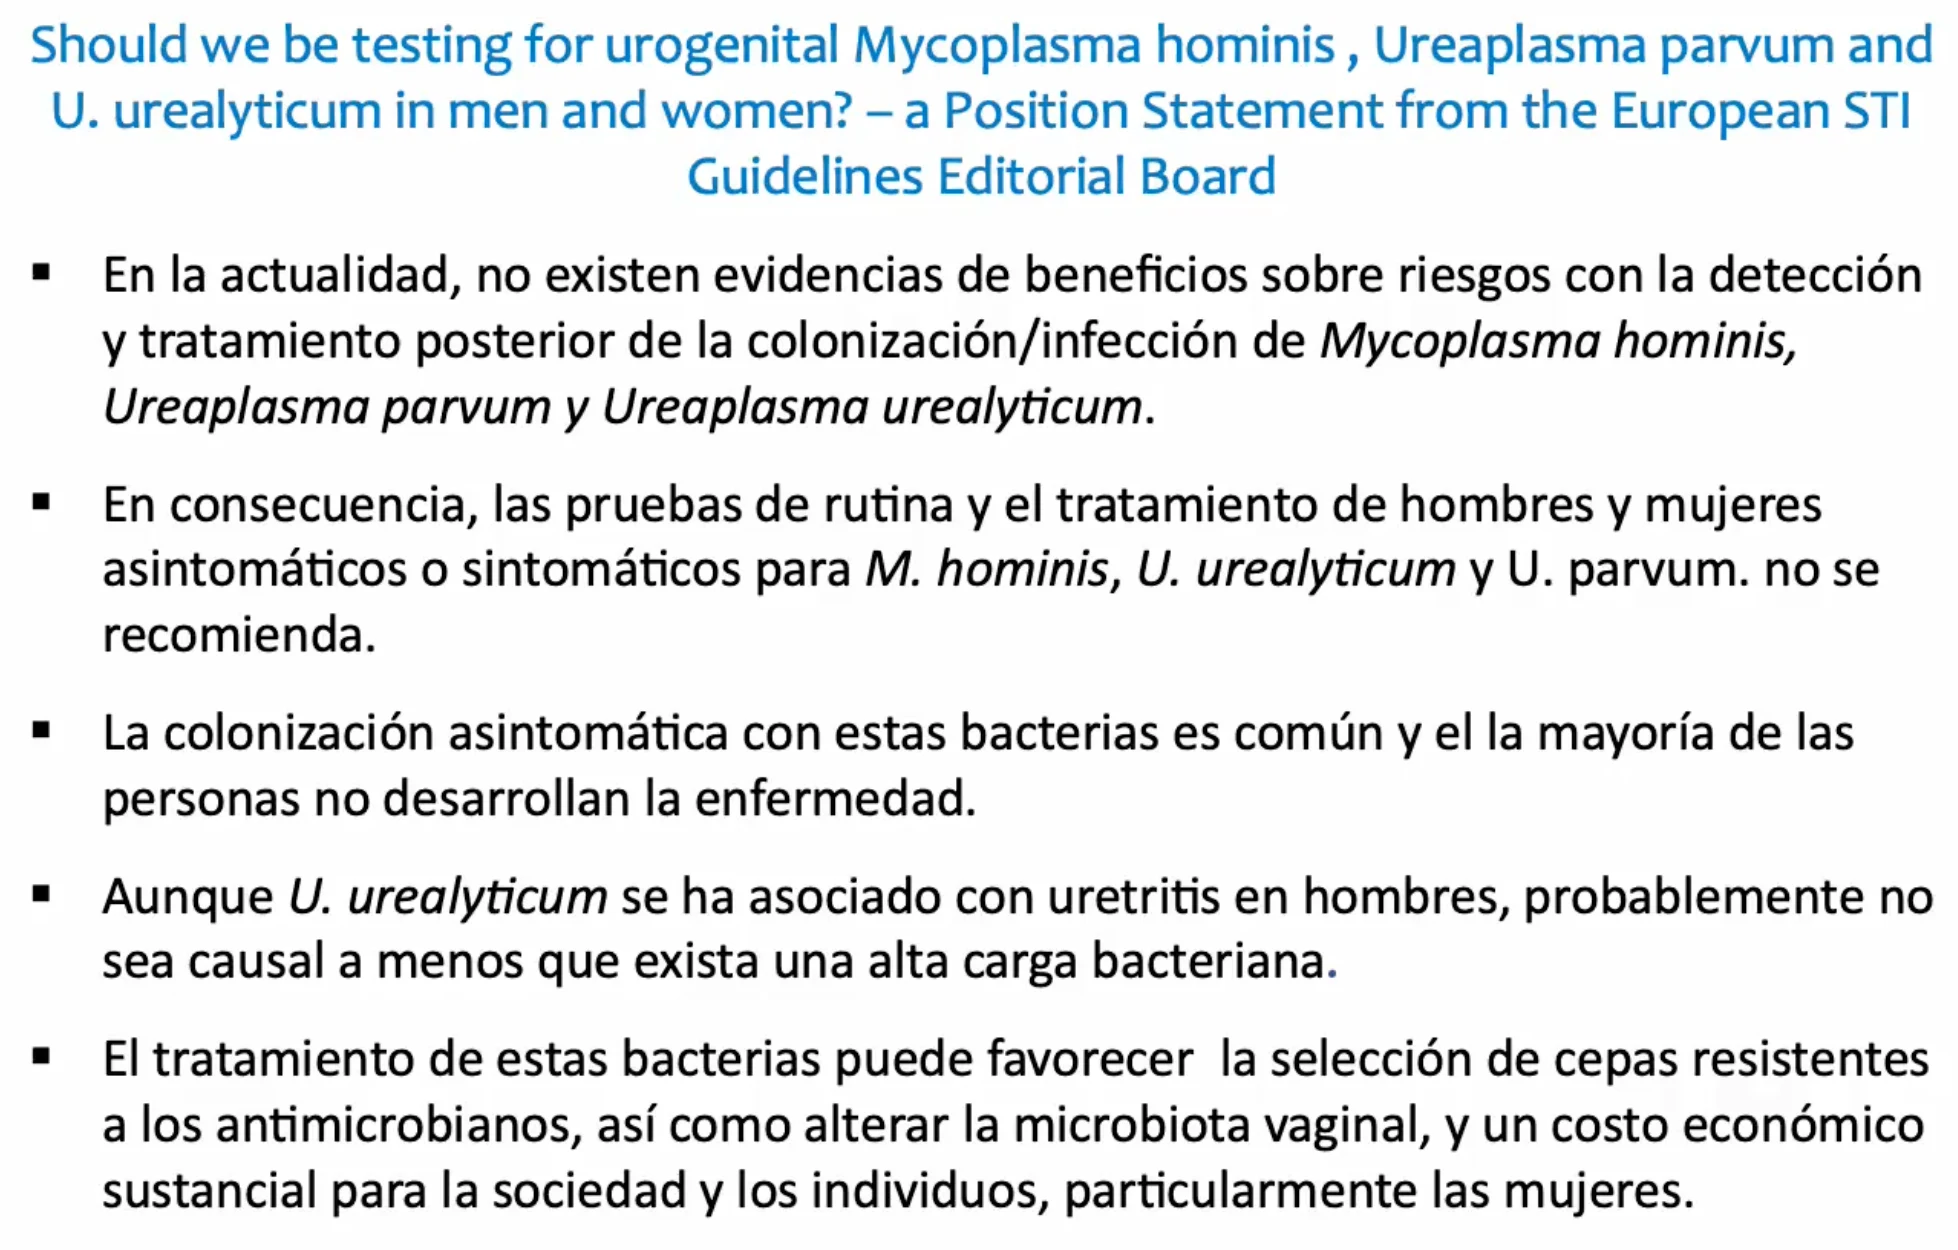 Should we be testing for urogenital Mycoplasma hominis , Ureaplasma parvum and
U. urealyticum in men and women? – a Position Statement from the European STI
Guidelines Editorial Board
▪ En la actualidad, no existen evidencias de beneficios sobre riesgos con la detección
y tratamiento posterior de la colonización/infección de Mycoplasma hominis,
Ureaplasma parvum y Ureaplasma urealyticum.
▪ En consecuencia, las pruebas de rutina y el tratamiento de hombres y mujeres
asintomáticos o sintomáticos para M. hominis, U. urealyticum y U. parvum. no se
recomienda.
▪ La colonización asintomática con estas bacterias es común y el la mayoría de las
personas no desarrollan la enfermedad.
▪ Aunque U. urealyticum se ha asociado con uretritis en hombres, probablemente no
sea causal a menos que exista una alta carga bacteriana.
▪ El tratamiento de estas bacterias puede favorecer  la selección de cepas resistentes
a los antimicrobianos, así como alterar la microbiota vaginal, y un costo económico
sustancial para la sociedad y los individuos, particularmente las mujeres.